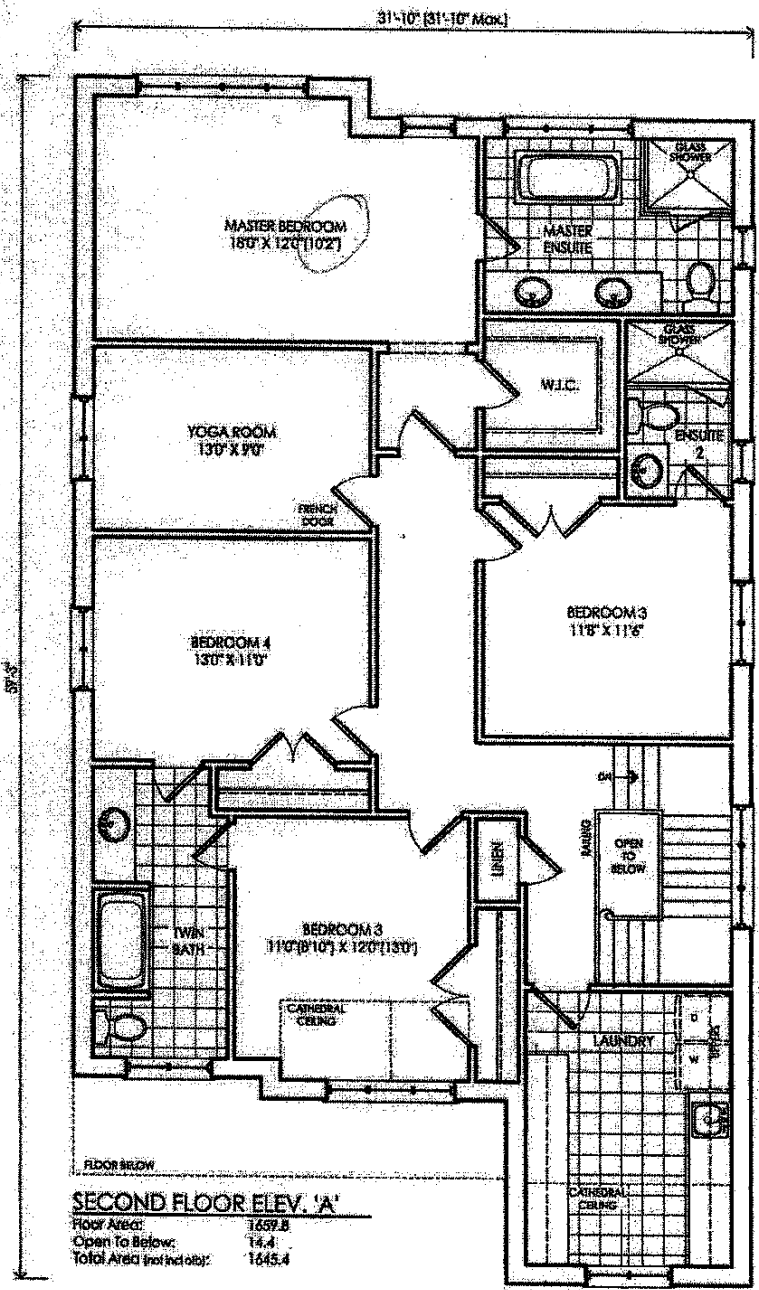 31'-10" (31'-10" Max.)
59'-3"
MASTER BEDROOM
18'0" X 12'0"(10'2")
MASTER
ENSUITE
GLASS
SHOWER
GLASS
SHOWER
W.I.C.
ENSUITE
2
YOGA ROOM
13'0" X 9'0"
FRENCH
DOOR
BEDROOM 3
11'8" X 11'6"
BEDROOM 4
13'0" X 11'0"
DN
RAILING
OPEN
TO
BELOW
LINEN
TWIN
BATH
BEDROOM 3
11'0"(8'10") X 12'0"(13'0")
CATHEDRAL
CEILING
LAUNDRY
D
W
CATHEDRAL
CEILING
FLOOR BELOW
SECOND FLOOR ELEV. 'A'
Floor Area: 1659.8
Open To Below: 14.4
Total Area (not incl otb): 1645.4